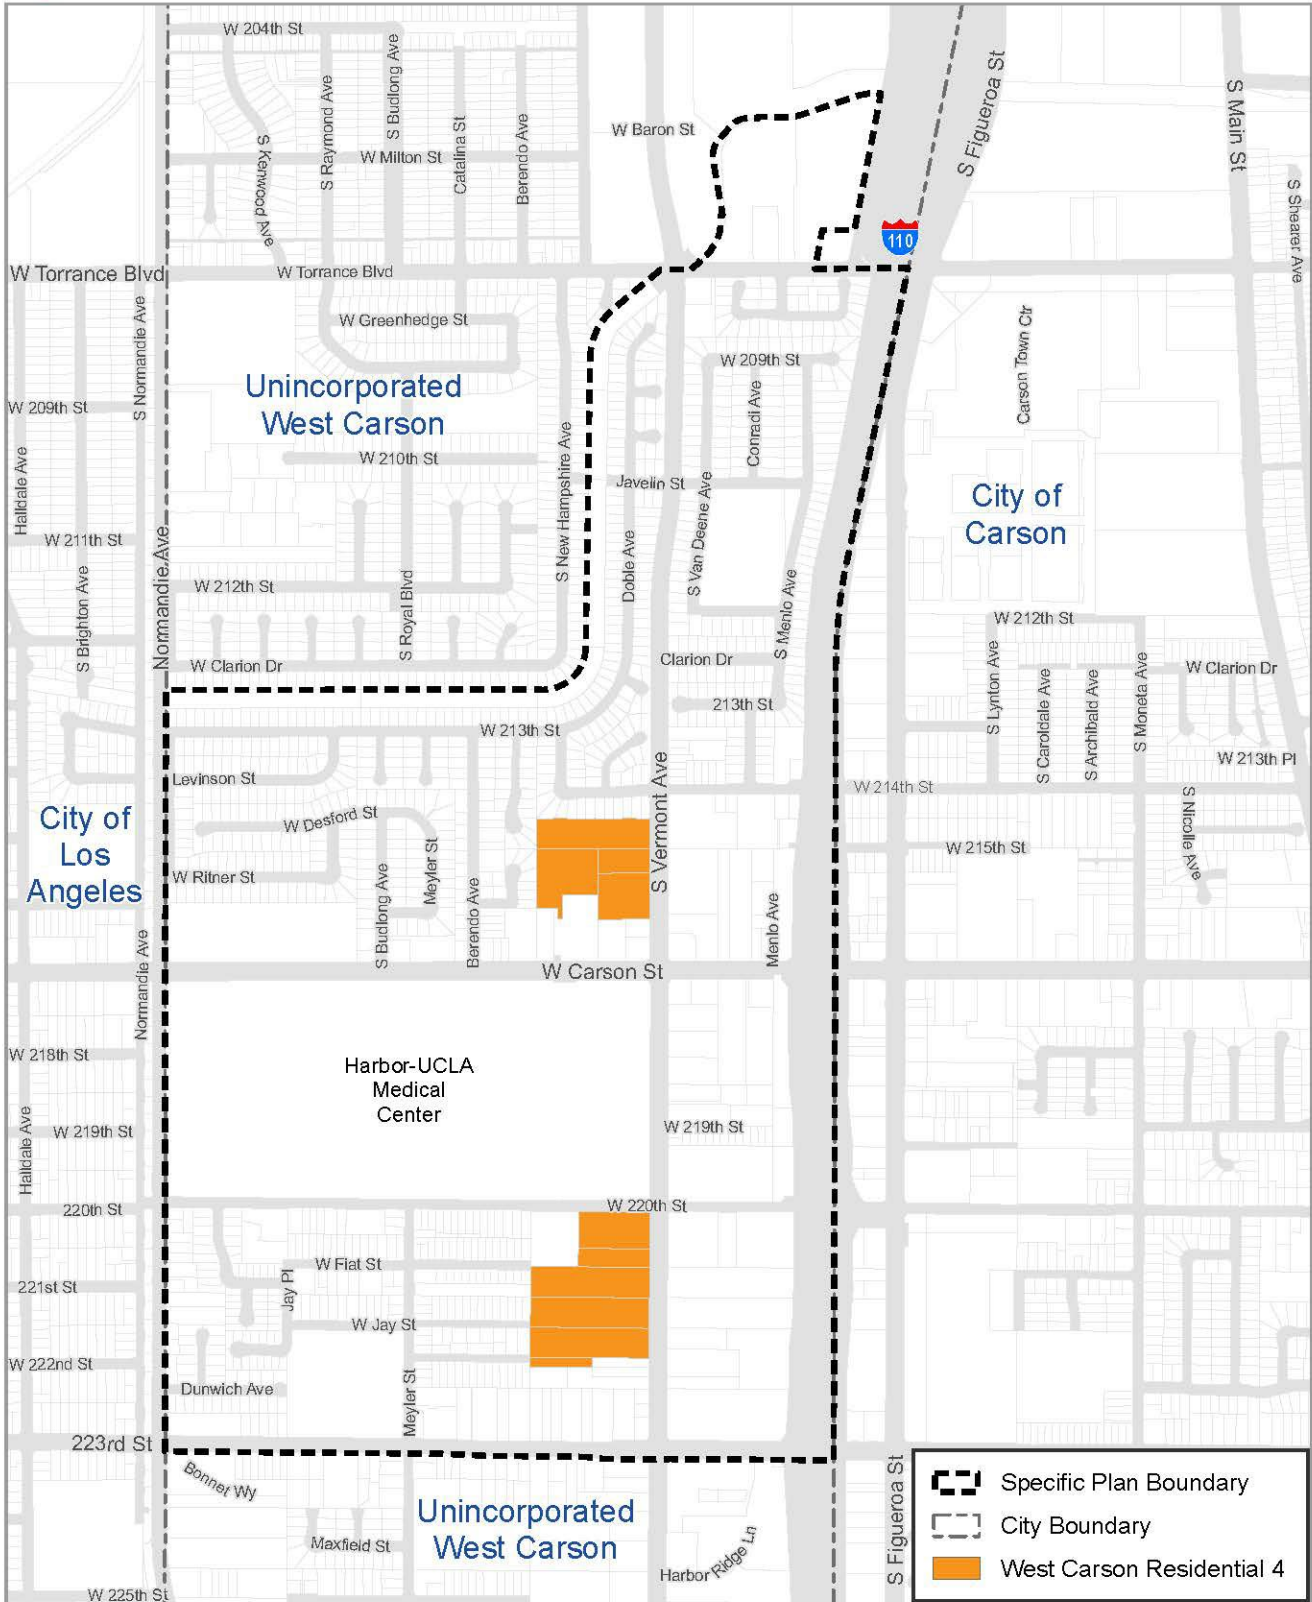 W 204th St
S Budlong Ave
S Raymond Ave
Catalina St
Berendo Ave
S Kenwood Ave
W Milton St
W Baron St
S Figueroa St
S Main St
S Shearer Ave
110
W Torrance Blvd
W Torrance Blvd
S Normandie Ave
W Greenhedge St
W 209th St
Conradi Ave
Carson Town Ctr
Unincorporated
West Carson
W 209th St
Halldale Ave
W 210th St
S New Hampshire Ave
Javelin St
S Van Deene Ave
City of
Carson
W 211th St
Normandie Ave
S Brighton Ave
W 212th St
S Royal Blvd
Doble Ave
S Menlo Ave
W 212th St
W Clarion Dr
Clarion Dr
W Clarion Dr
S Lynton Ave
S Caroldale Ave
S Archibald Ave
S Moneta Ave
213th St
W 213th St
W 213th Pl
Levinson St
W 214th St
S Nicolle Ave
S Vermont Ave
City of
Los
Angeles
W Desford St
Meyler St
W 215th St
W Ritner St
S Budlong Ave
Berendo Ave
Menlo Ave
Normandie Ave
W Carson St
Harbor-UCLA
Medical
Center
W 218th St
Halldale Ave
W 219th St
W 219th St
220th St
W 220th St
W Fiat St
221st St
Jay Pl
W Jay St
W 222nd St
Dunwich Ave
Meyler St
223rd St
Bonnet Wy
Unincorporated
West Carson
Maxfield St
Harbor Ridge Ln
S Figueroa St
W 225th St
Specific Plan Boundary
City Boundary
West Carson Residential 4